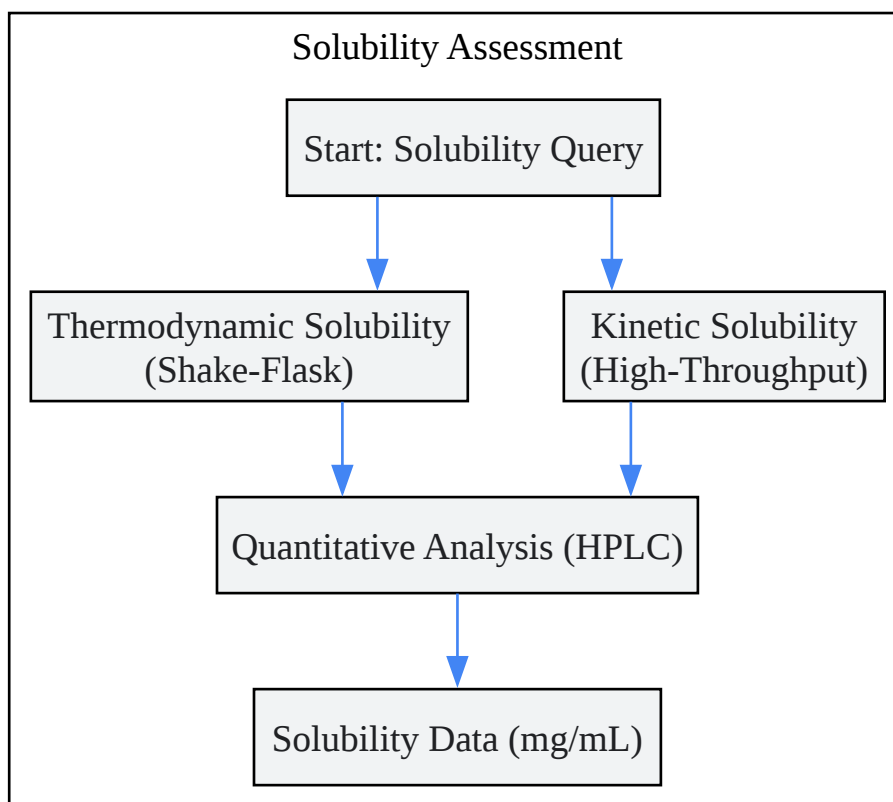 Solubility Assessment
Start: Solubility Query
Thermodynamic Solubility
(Shake-Flask)
Kinetic Solubility
(High-Throughput)
Quantitative Analysis (HPLC)
Solubility Data (mg/mL)